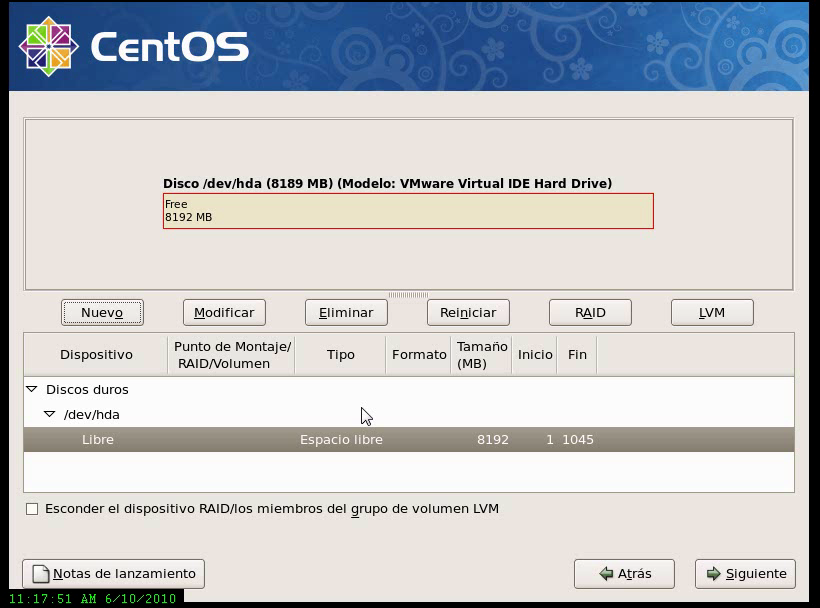 CentOS
Disco /dev/hda (8189 MB) (Modelo: VMware Virtual IDE Hard Drive)
Free
8192 MB
Nuevo Modificar Eliminar Reiniciar RAID LVM
Dispositivo Punto de Montaje/ RAID/Volumen Tipo Formato Tamaño (MB) Inicio Fin
Discos duros
/dev/hda
Libre Espacio libre 8192 1 1045
Esconder el dispositivo RAID/los miembros del grupo de volumen LVM
Notas de lanzamiento Atrás Siguiente
11:17:51 AM 6/10/2010